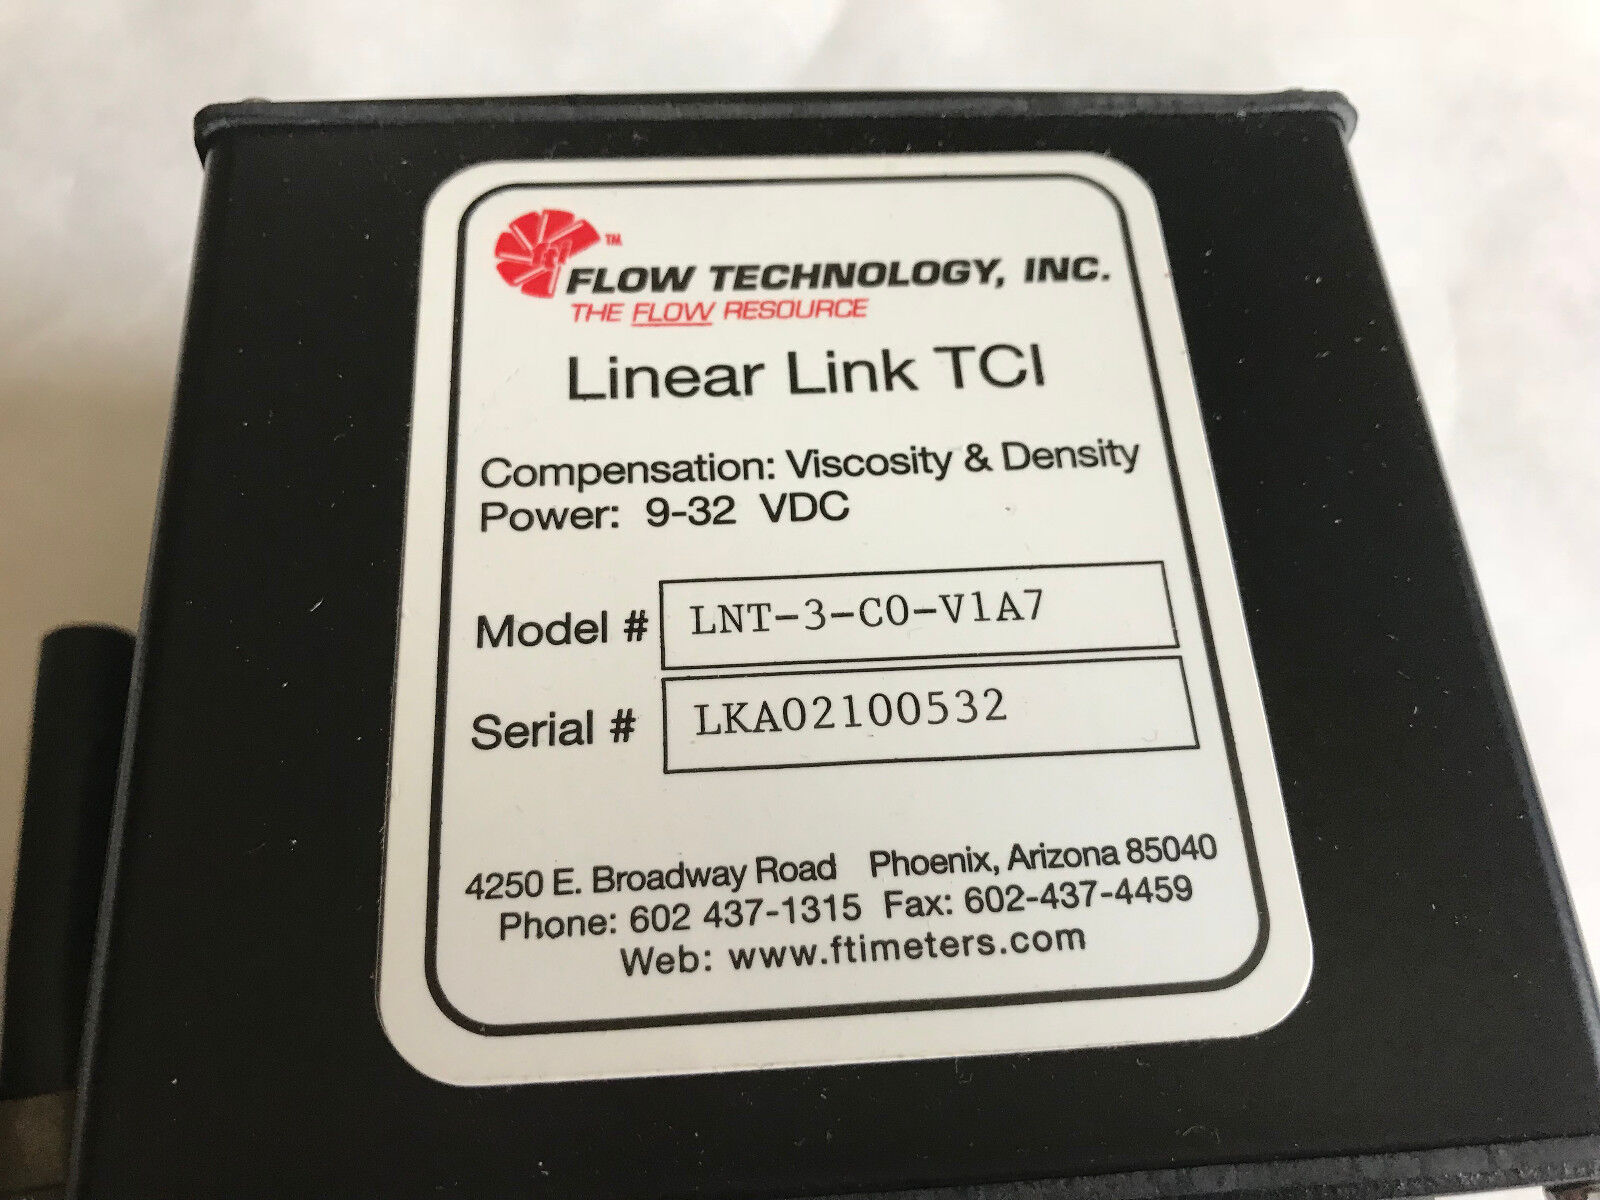 fti™
FLOW TECHNOLOGY, INC.
THE FLOW RESOURCE
Linear Link TCI
Compensation: Viscosity & Density
Power: 9-32 VDC
Model # LNT-3-C0-V1A7
Serial # LKA02100532
4250 E. Broadway Road Phoenix, Arizona 85040
Phone: 602 437-1315 Fax: 602-437-4459
Web: www.ftimeters.com